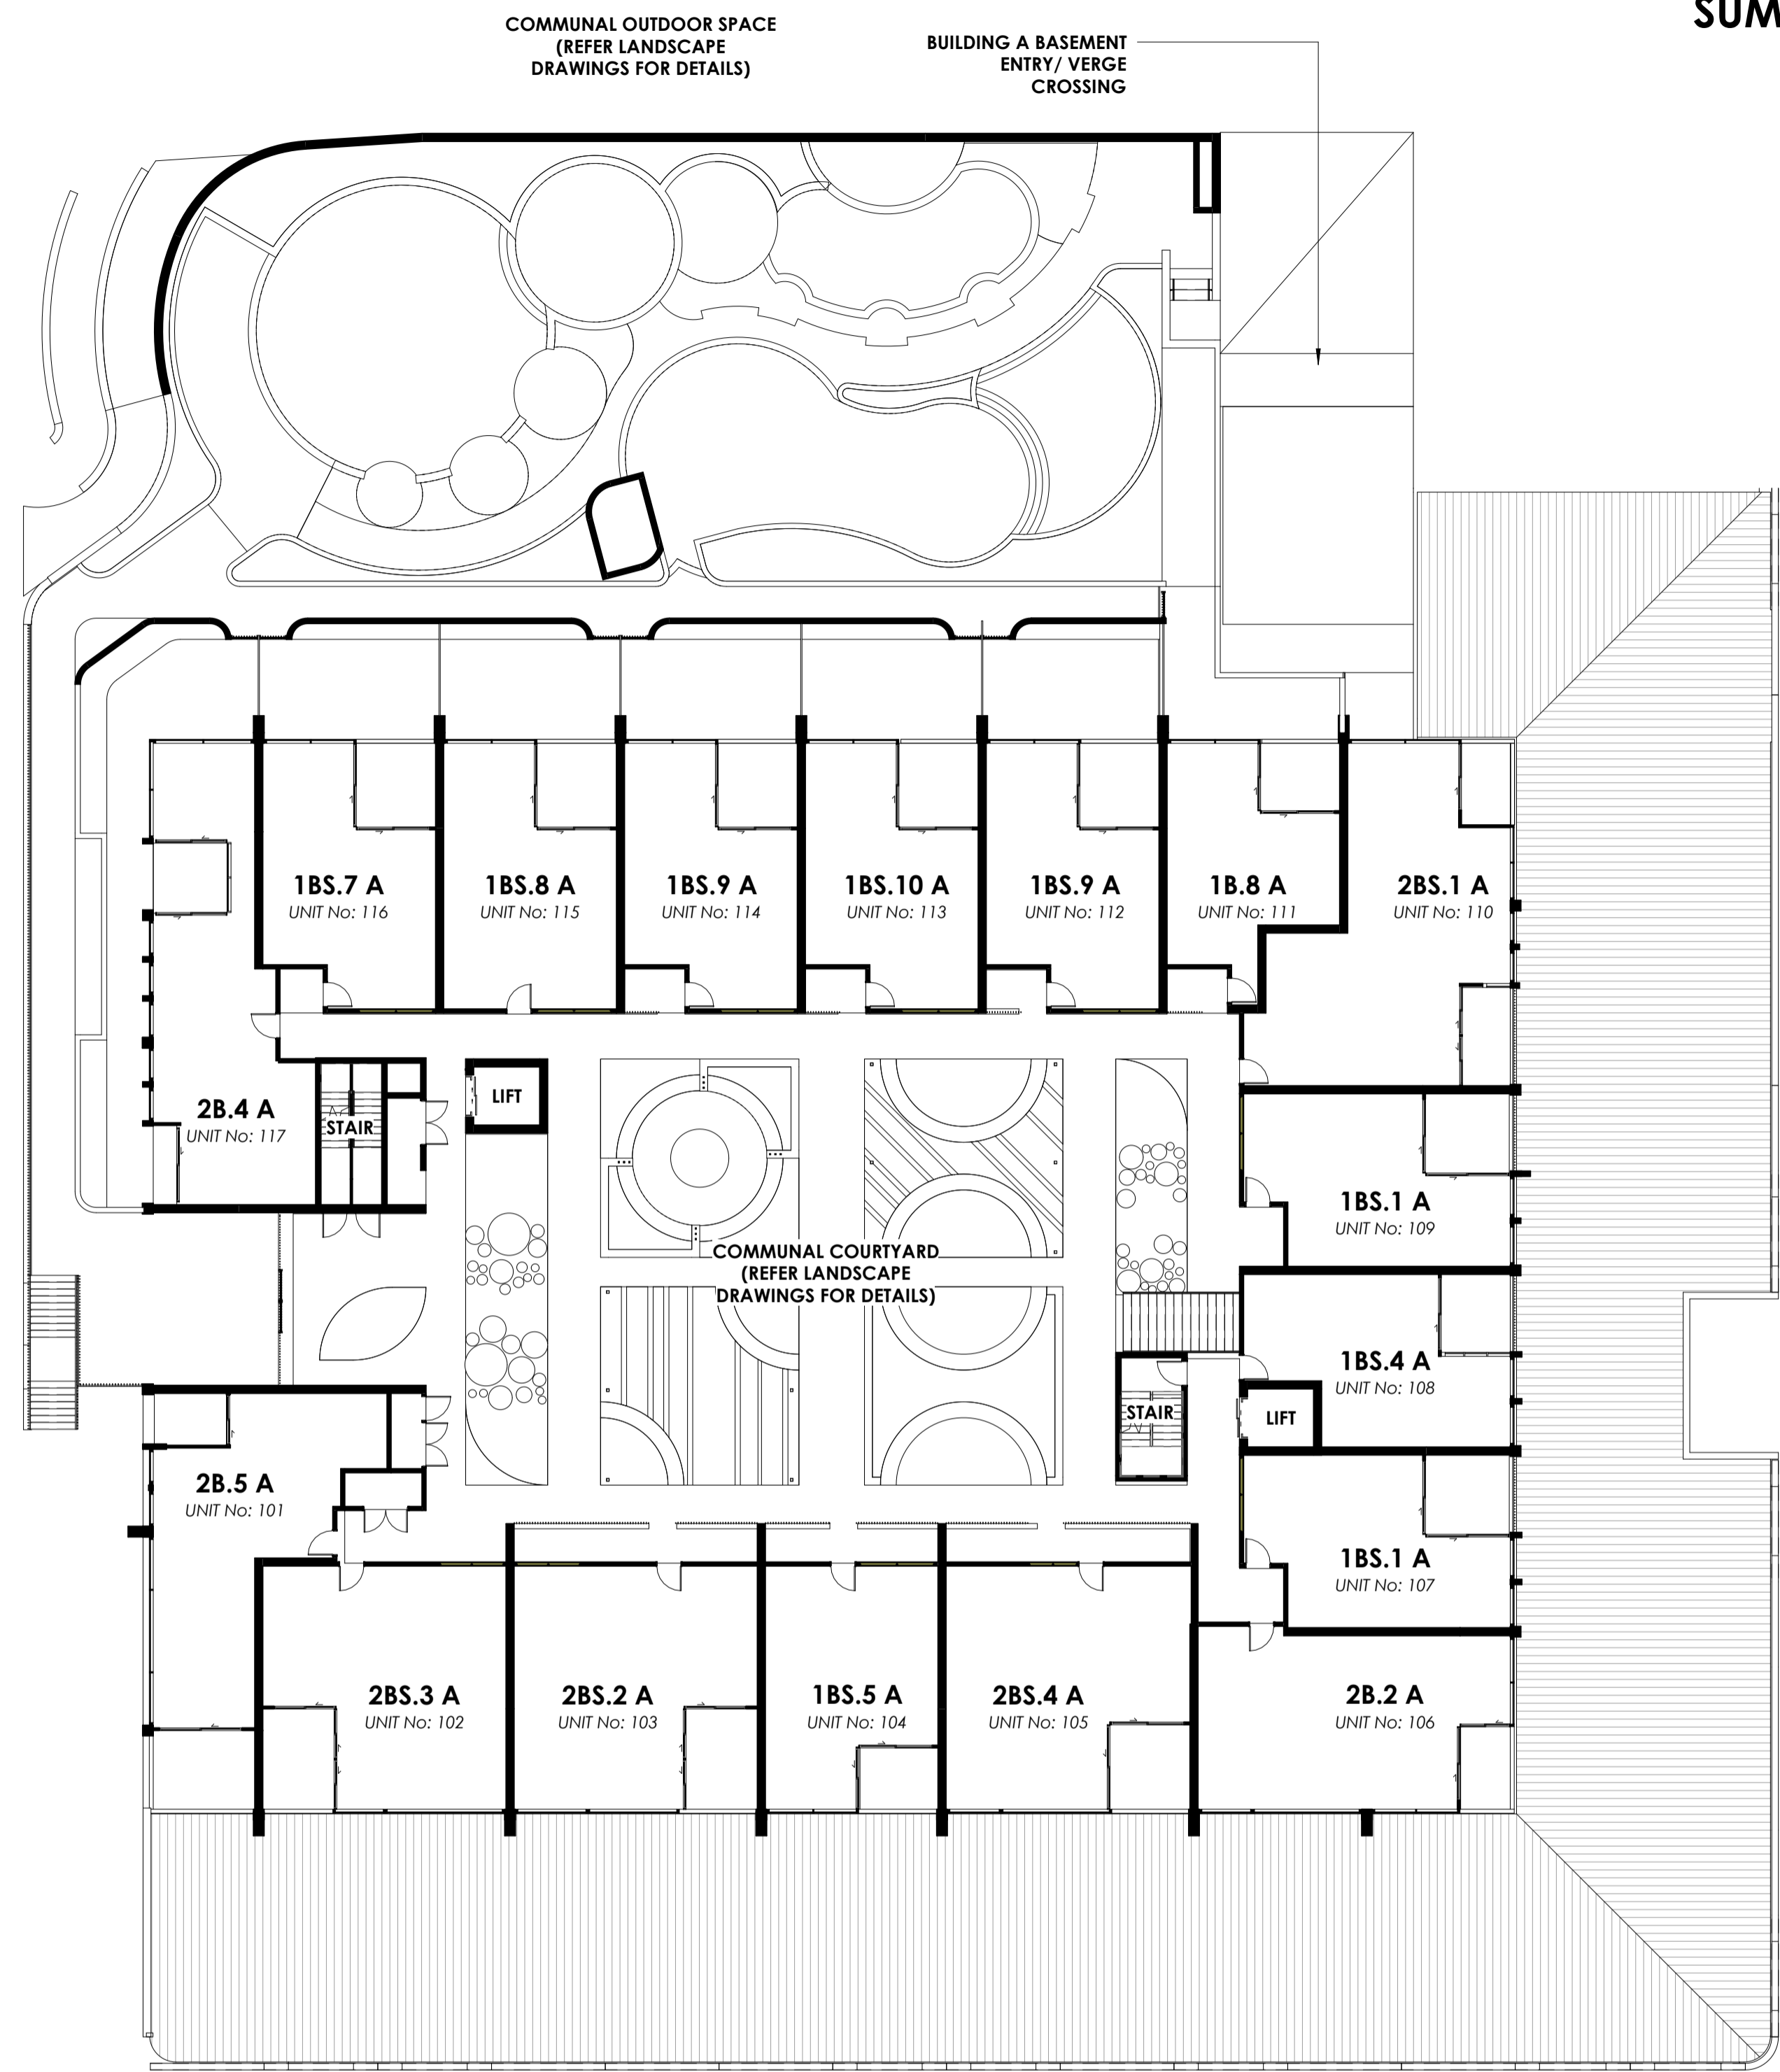 SUM
COMMUNAL OUTDOOR SPACE
(REFER LANDSCAPE
DRAWINGS FOR DETAILS)
BUILDING A BASEMENT
ENTRY/ VERGE
CROSSING
1BS.7 A
UNIT No: 116
1BS.8 A
UNIT No: 115
1BS.9 A
UNIT No: 114
1BS.10 A
UNIT No: 113
1BS.9 A
UNIT No: 112
1B.8 A
UNIT No: 111
2BS.1 A
UNIT No: 110
2B.4 A
UNIT No: 117
STAIR
LIFT
1BS.1 A
UNIT No: 109
COMMUNAL COURTYARD
(REFER LANDSCAPE
DRAWINGS FOR DETAILS)
1BS.4 A
UNIT No: 108
STAIR
LIFT
2B.5 A
UNIT No: 101
1BS.1 A
UNIT No: 107
2BS.3 A
UNIT No: 102
2BS.2 A
UNIT No: 103
1BS.5 A
UNIT No: 104
2BS.4 A
UNIT No: 105
2B.2 A
UNIT No: 106